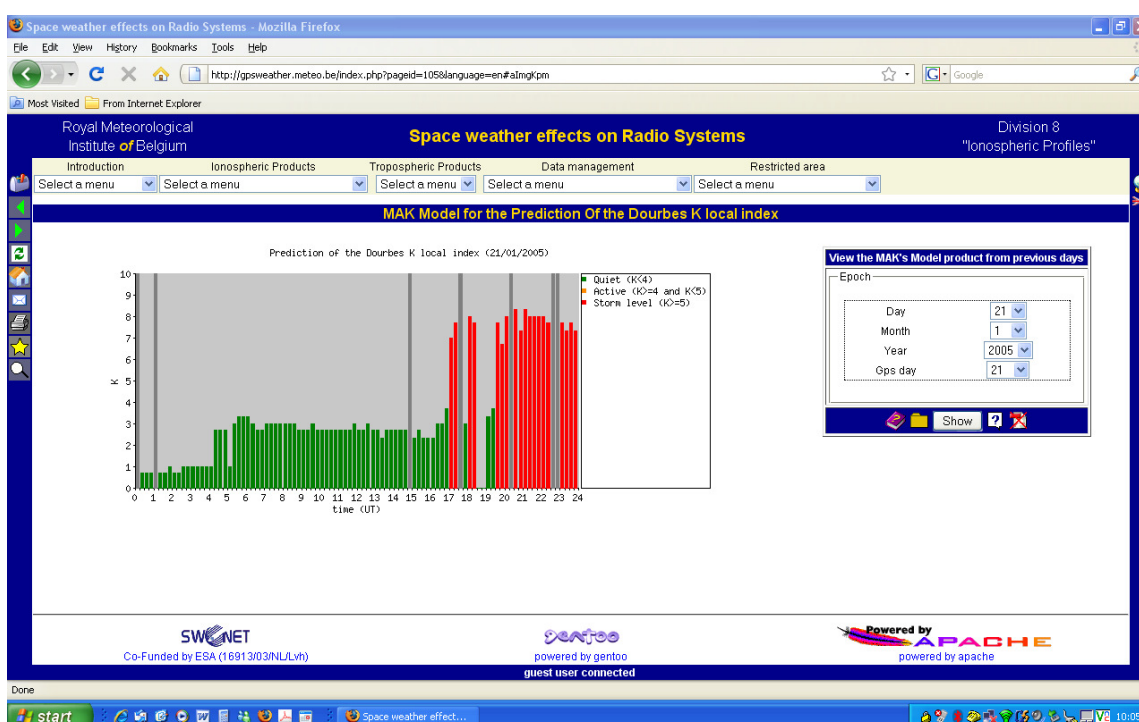 Space weather effects on Radio Systems - Mozilla Firefox
File Edit View History Bookmarks Tools Help
http://gpsweather.meteo.be/index.php?pageid=105&language=en#aImgKpm
G Google
Most Visited From Internet Explorer
Royal Meteorological
Institute of Belgium
Space weather effects on Radio Systems
Division 8
"Ionospheric Profiles"
Introduction Ionospheric Products Tropospheric Products Data management Restricted area
Select a menu Select a menu Select a menu Select a menu Select a menu
MAK Model for the Prediction Of the Dourbes K local index
Prediction of the Dourbes K local index (21/01/2005)
10
9
8
7
6
K 5
4
3
2
1
0
0 1 2 3 4 5 6 7 8 9 10 11 12 13 14 15 16 17 18 19 20 21 22 23 24
time (UT)
Quiet (K<4)
Active (K>=4 and K<5)
Storm level (K>=5)
View the MAK's Model product from previous days
Epoch
Day 21
Month 1
Year 2005
Gps day 21
Show ?
SWENET
Co-Funded by ESA (16913/03/NL/Lvh)
gentoo
powered by gentoo
Powered by
APACHE
powered by apache
guest user connected
Done
start
Space weather effect...
10:05